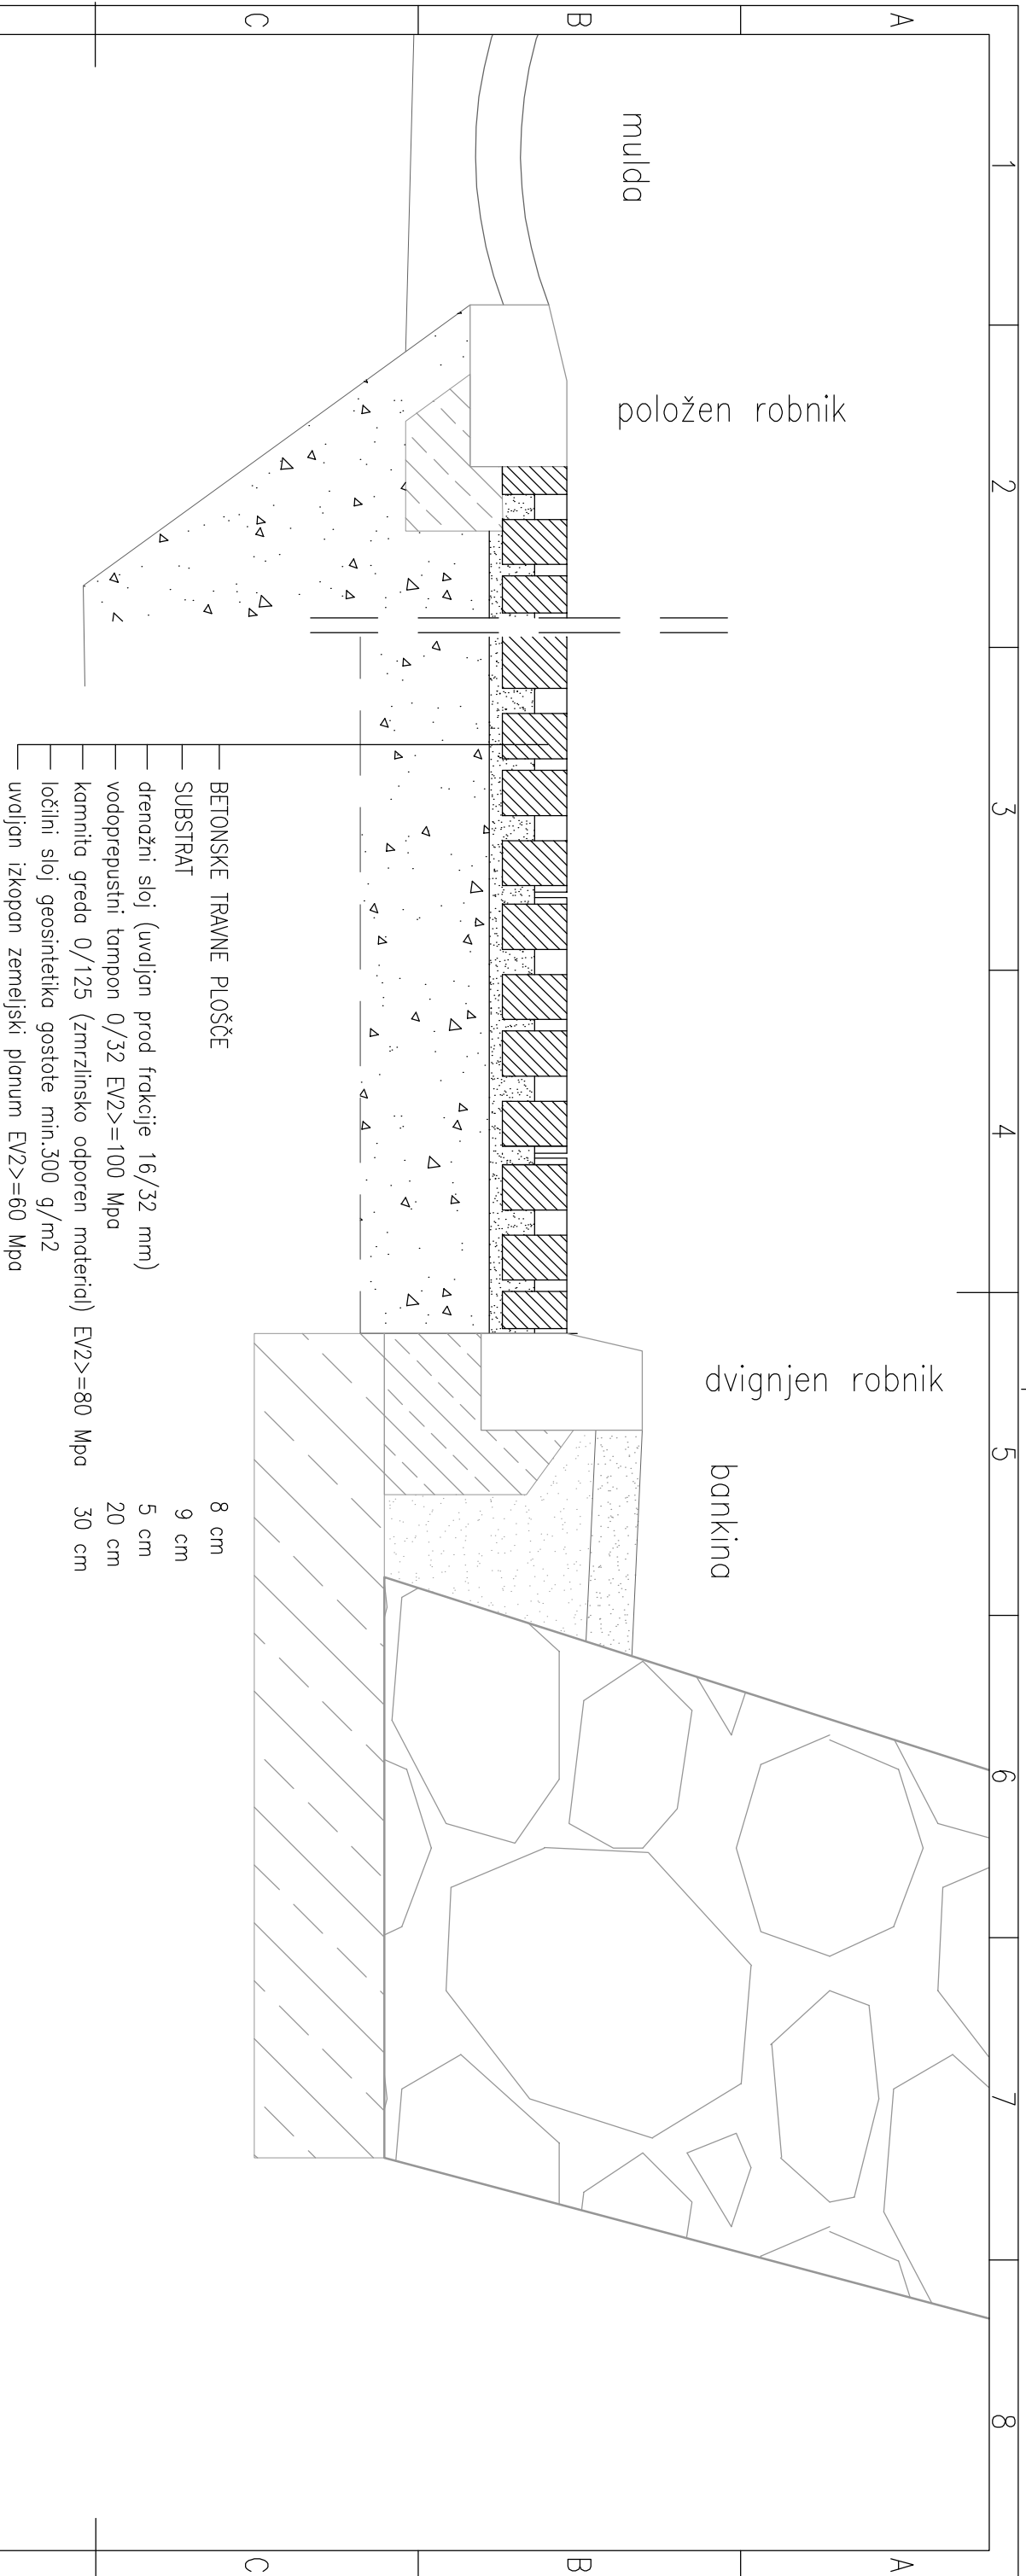 1 2 3 4 5 6 7 8
A A
B B
C C
mulda
položen robnik
dvignjen robnik
bankina
BETONSKE TRAVNE PLOŠČE 8 cm
SUBSTRAT 9 cm
drenažni sloj (uvaljan prod frakcije 16/32 mm) 5 cm
vodoprepustni tampon 0/32 EV2>=100 Mpa 20 cm
kamnita greda 0/125 (zmrzlinsko odporen material) EV2>=80 Mpa 30 cm
ločilni sloj geosintetika gostote min.300 g/m2
uvaljan izkopan zemeljski planum EV2>=60 Mpa